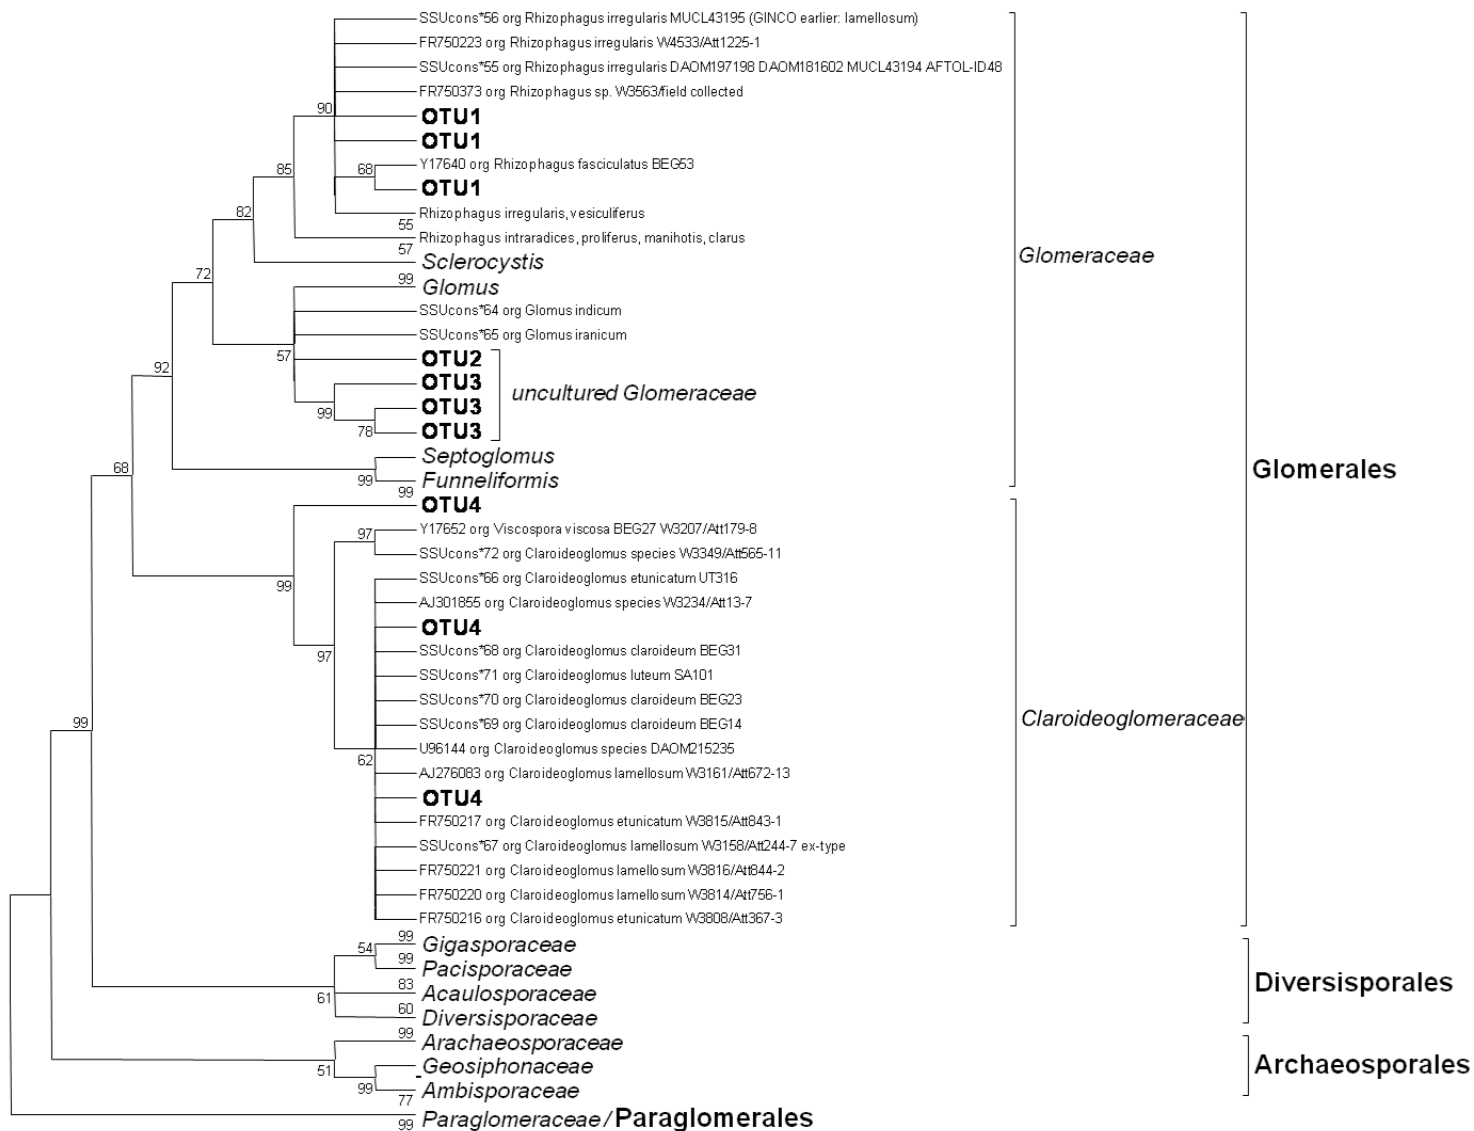 SSUcons*56 org Rhizophagus irregularis MUCL43195 (GINCO earlier: lamellosum)
FR750223 org Rhizophagus irregularis W4533/Att1225-1
SSUcons*55 org Rhizophagus irregularis DAOM197198 DAOM181602 MUCL43194 AFTOL-ID48
FR750373 org Rhizophagus sp. W3563/field collected
90
OTU1
OTU1
85
68
Y17640 org Rhizophagus fasciculatus BEG53
OTU1
82
Rhizophagus irregularis, vesiculiferus
55
Rhizophagus intraradices, proliferus, manihotis, clarus
57
Glomeraceae
Sclerocystis
72
99
Glomus
SSUcons*64 org Glomus indicum
SSUcons*65 org Glomus iranicum
57
OTU2
92
OTU3
uncultured Glomeraceae
99
OTU3
78
OTU3
Septoglomus
68
Glomerales
99
Funneliformis
99
OTU4
97
Y17652 org Viscospora viscosa BEG27 W3207/Att179-8
SSUcons*72 org Claroideoglomus species W3349/Att565-11
99
SSUcons*66 org Claroideoglomus etunicatum UT316
AJ301855 org Claroideoglomus species W3234/Att13-7
OTU4
97
SSUcons*68 org Claroideoglomus claroideum BEG31
SSUcons*71 org Claroideoglomus luteum SA101
SSUcons*70 org Claroideoglomus claroideum BEG23
Claroideoglomeraceae
99
SSUcons*69 org Claroideoglomus claroideum BEG14
U96144 org Claroideoglomus species DAOM215235
62
AJ276083 org Claroideoglomus lamellosum W3161/Att672-13
OTU4
FR750217 org Claroideoglomus etunicatum W3815/Att843-1
SSUcons*67 org Claroideoglomus lamellosum W3158/Att244-7 ex-type
FR750221 org Claroideoglomus lamellosum W3816/Att844-2
FR750220 org Claroideoglomus lamellosum W3814/Att756-1
FR750216 org Claroideoglomus etunicatum W3808/Att367-3
99
54
Gigasporaceae
99
Pacisporaceae
83
61
Acaulosporaceae
Diversisporales
60
Diversisporaceae
99
Arachaeosporaceae
51
Geosiphonaceae
Archaeosporales
99
77
Ambisporaceae
99
Paraglomeraceae/Paraglomerales